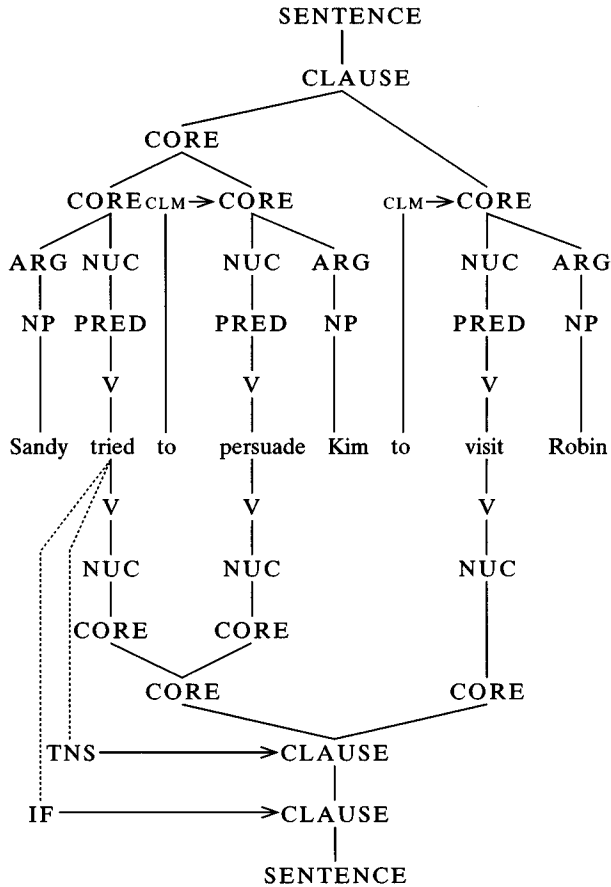 SENTENCE
CLAUSE
CORE
CORE CLM CORE CLM CORE
ARG NUC NUC ARG NUC ARG
NP PRED PRED NP PRED NP
V V V
Sandy tried to persuade Kim to visit Robin
V V V
NUC NUC NUC
CORE CORE
CORE CORE
TNS CLAUSE
IF CLAUSE
SENTENCE